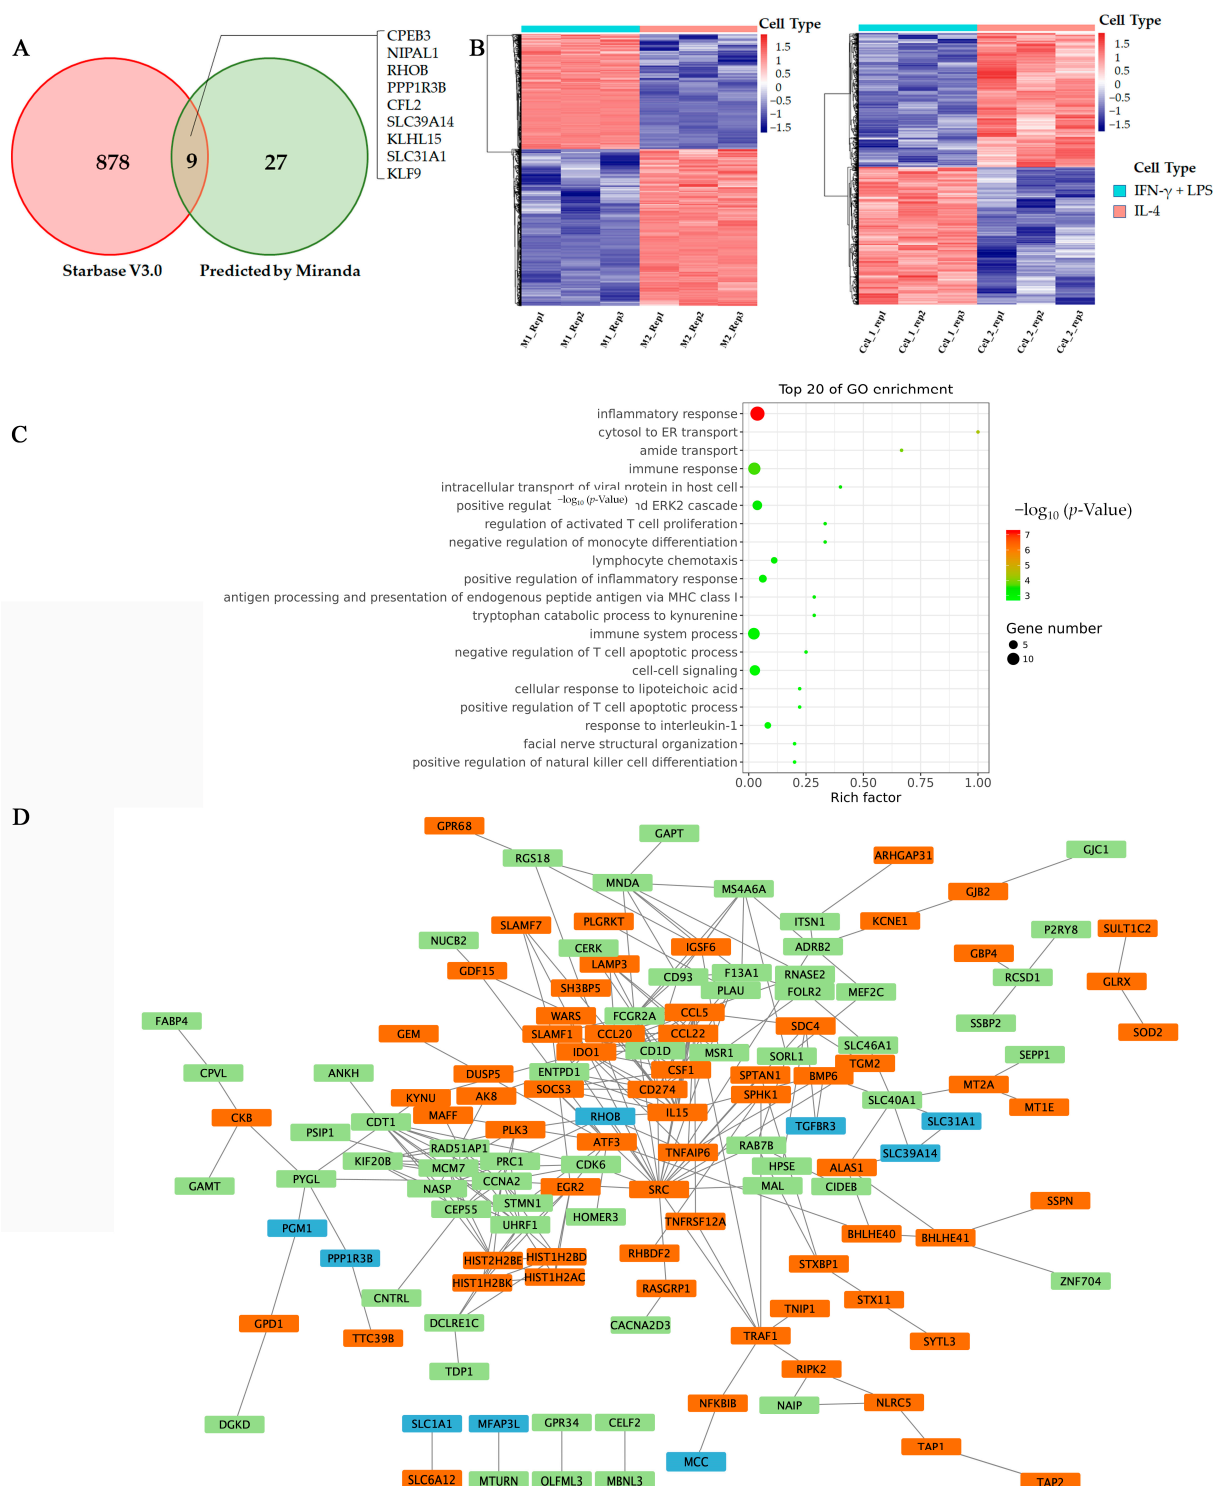 A
CPEB3
NIPAL1
RHOB
PPP1R3B
CFL2
SLC39A14
KLHL15
SLC31A1
KLF9
878
9
27
Starbase V3.0
Predicted by Miranda
B
Cell Type
1.5
1
0.5
0
−0.5
−1
−1.5
M1_Rep1
M1_Rep2
M1_Rep3
M2_Rep1
M2_Rep2
M2_Rep3
Cell Type
1.5
1
0.5
0
−0.5
−1
−1.5
Cell_1_rep1
Cell_1_rep2
Cell_1_rep3
Cell_2_rep1
Cell_2_rep2
Cell_2_rep3
Cell Type
IFN-γ + LPS
IL-4
C
Top 20 of GO enrichment
inflammatory response
cytosol to ER transport
amide transport
immune response
intracellular transport of viral protein in host cell
−log10 (p-Value)
positive regulat nd ERK2 cascade
regulation of activated T cell proliferation
negative regulation of monocyte differentiation
lymphocyte chemotaxis
positive regulation of inflammatory response
antigen processing and presentation of endogenous peptide antigen via MHC class I
tryptophan catabolic process to kynurenine
immune system process
negative regulation of T cell apoptotic process
cell-cell signaling
cellular response to lipoteichoic acid
positive regulation of T cell apoptotic process
response to interleukin-1
facial nerve structural organization
positive regulation of natural killer cell differentiation
0.00 0.25 0.50 0.75 1.00
Rich factor
−log10 (p-Value)
7
6
5
4
3
Gene number
5
10
D
GPR68
GAPT
RGS18
ARHGAP31
GJC1
MNDA
MS4A6A
GJB2
SLAMF7
PLGRKT
ITSN1
KCNE1
P2RY8
SULT1C2
NUCB2
CERK
IGSF6
ADRB2
GBP4
GDF15
LAMP3
CD93
F13A1
RNASE2
RCSD1
GLRX
SH3BP5
PLAU
FOLR2
MEF2C
FABP4
WARS
FCGR2A
CCL5
SDC4
SSBP2
SOD2
GEM
SLAMF1
CCL20
CCL22
SLC46A1
IDO1
CD1D
MSR1
SORL1
SEPP1
CPVL
ANKH
DUSP5
ENTPD1
CSF1
SPTAN1
BMP6
TGM2
MT2A
KYNU
AK8
SOCS3
CD274
SPHK1
SLC40A1
MT1E
CKB
MAFF
RHOB
IL15
TGFBR3
SLC31A1
PSIP1
CDT1
PLK3
ATF3
TNFAIP6
RAB7B
SLC39A14
KIF20B
RAD51AP1
MCM7
PRC1
CDK6
HPSE
ALAS1
GAMT
PYGL
NASP
CCNA2
EGR2
SRC
MAL
CIDEB
SSPN
CEP55
STMN1
HOMER3
TNFRSF12A
PGM1
UHRF1
BHLHE40
BHLHE41
PPP1R3B
HIST2H2BE
HIST1H2BD
RHBDF2
STXBP1
HIST1H2BK
HIST1H2AC
ZNF704
CNTRL
RASGRP1
STX11
GPD1
TTC39B
DCLRE1C
CACNA2D3
TNIP1
TRAF1
SYTL3
TDP1
RIPK2
DGKD
NFKBIB
NAIP
NLRC5
SLC1A1
MFAP3L
GPR34
CELF2
TAP1
MCC
SLC6A12
MTURN
OLFML3
MBNL3
TAP2